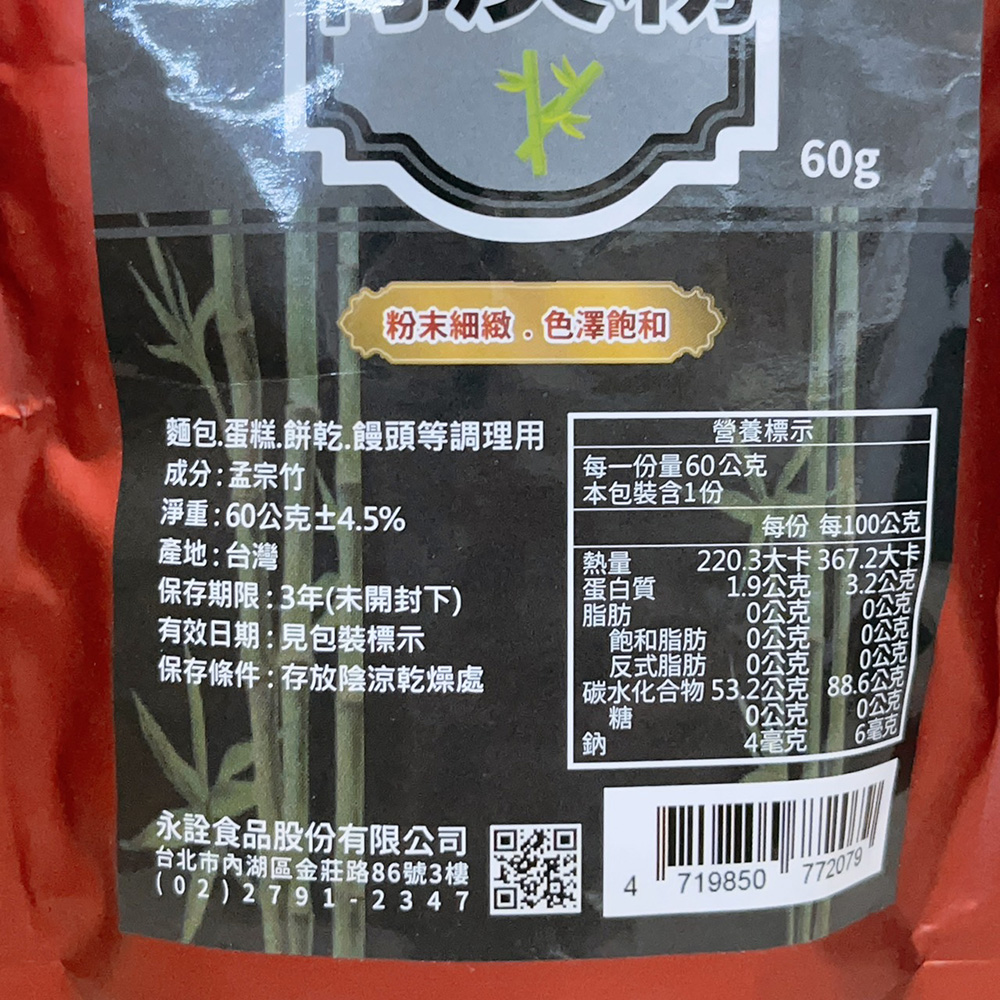 60g
粉末細緻.色澤飽和
麵包.蛋糕.餅乾.饅頭等調理用
成分:孟宗竹
淨重:60公克±4.5%
產地:台灣
保存期限:3年(未開封下)
有效日期:見包裝標示
保存條件:存放陰涼乾燥處
營養標示
每一份量60公克
本包裝含1份
每份 每100公克
熱量 220.3大卡 367.2大卡
蛋白質 1.9公克 3.2公克
脂肪 0公克 0公克
飽和脂肪 0公克 0公克
反式脂肪 0公克 0公克
碳水化合物 53.2公克 88.6公克
糖 0公克 0公克
鈉 4毫克 6毫克
永詮食品股份有限公司
台北市內湖區金莊路86號3樓
(02)2791-2347
4 719850 772079